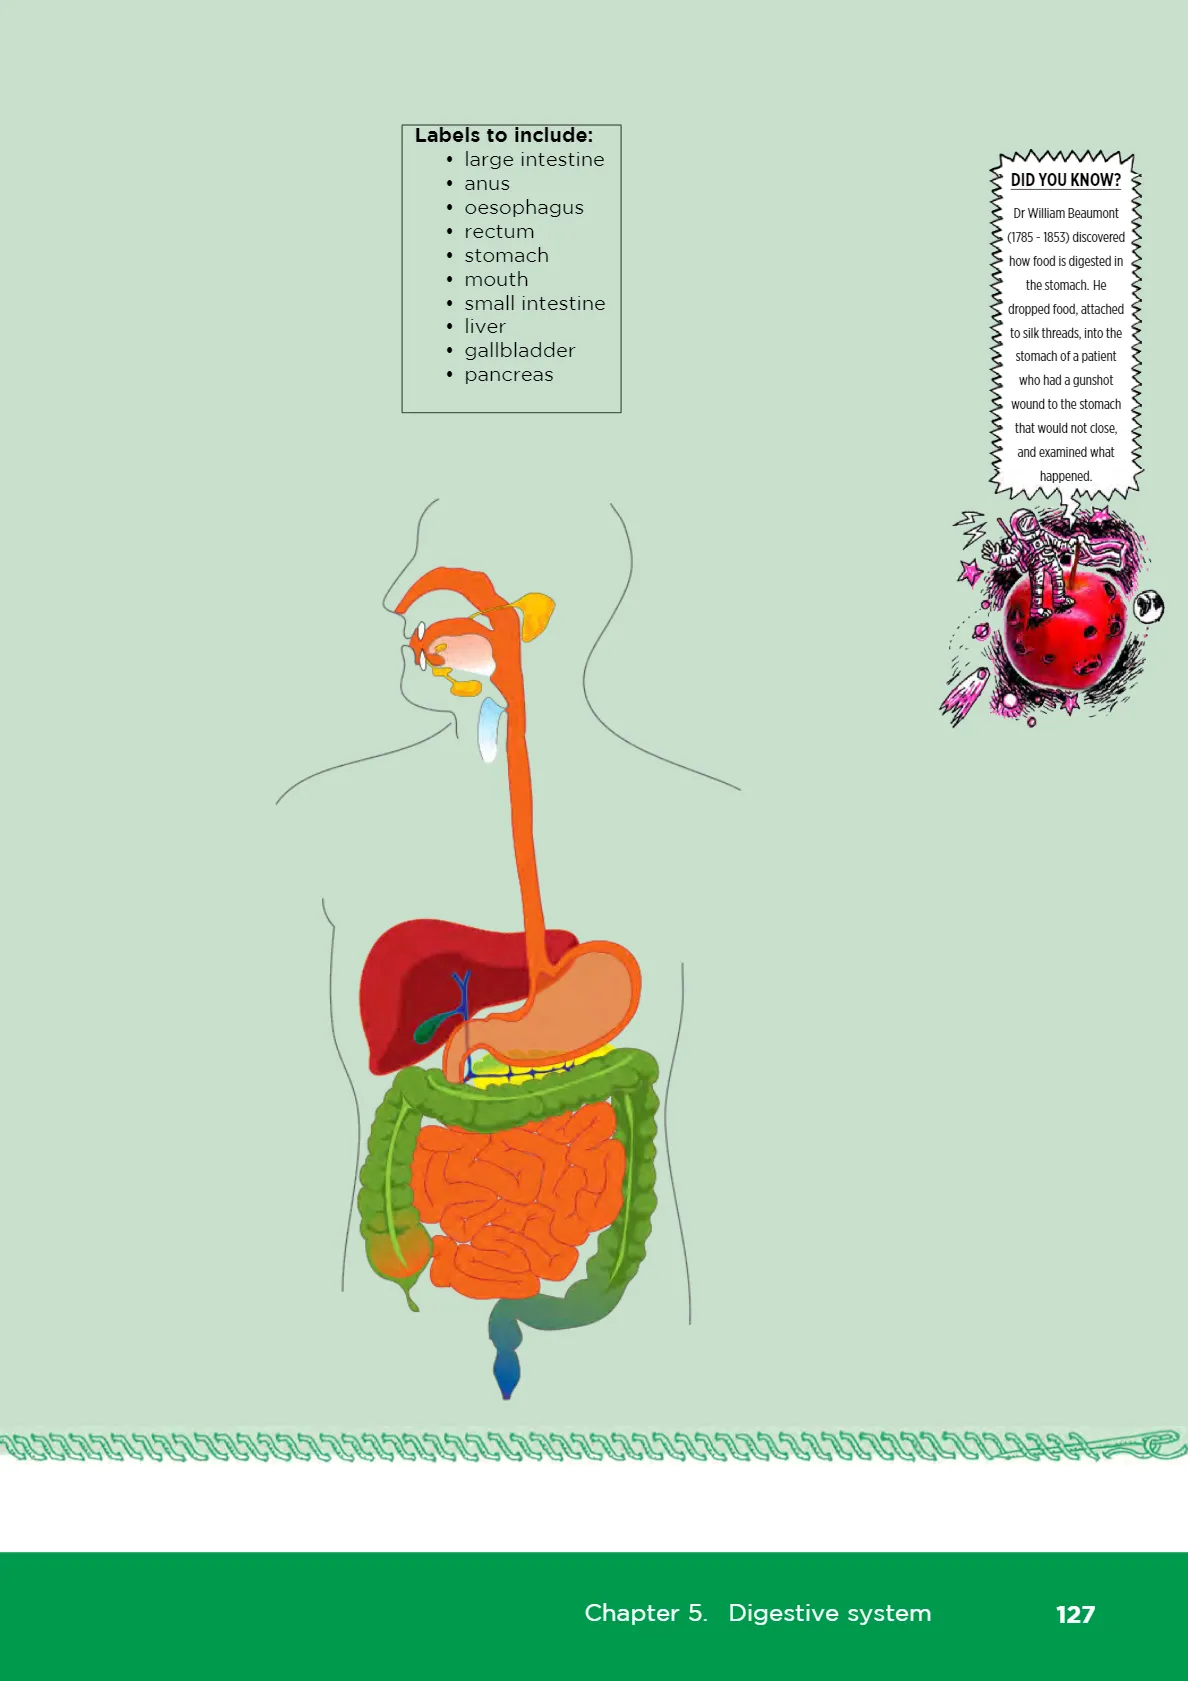 Labels to include:
• large intestine
• anus
• oesophagus
• rectum
• stomach
• mouth
• small intestine
• liver
• gallbladder
• pancreas
DID YOU KNOW?
Dr William Beaumont
(1785 - 1853) discovered
how food is digested in
the stomach. He
dropped food, attached
to silk threads, into the
stomach of a patient
who had a gunshot
wound to the stomach
that would not close,
and examined what
happened.
Chapter 5. Digestive system 127